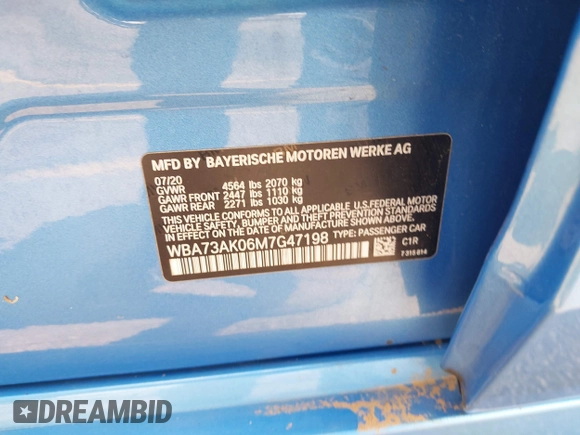 MFD BY BAYERISCHE MOTOREN WERKE AG
07/20
GVWR 4564 lbs 2070 kg
GAWR FRONT 2447 lbs 1110 kg
GAWR REAR 2271 lbs 1030 kg
THIS VEHICLE CONFORMS TO ALL APPLICABLE U.S. FEDERAL MOTOR
VEHICLE SAFETY, BUMPER AND THEFT PREVENTION STANDARDS
IN EFFECT ON THE DATE OF MANUFACTURE SHOWN ABOVE.
WBA73AK06M7G47198 TYPE: PASSENGER CAR
C1R
7 315 814
DREAMBID